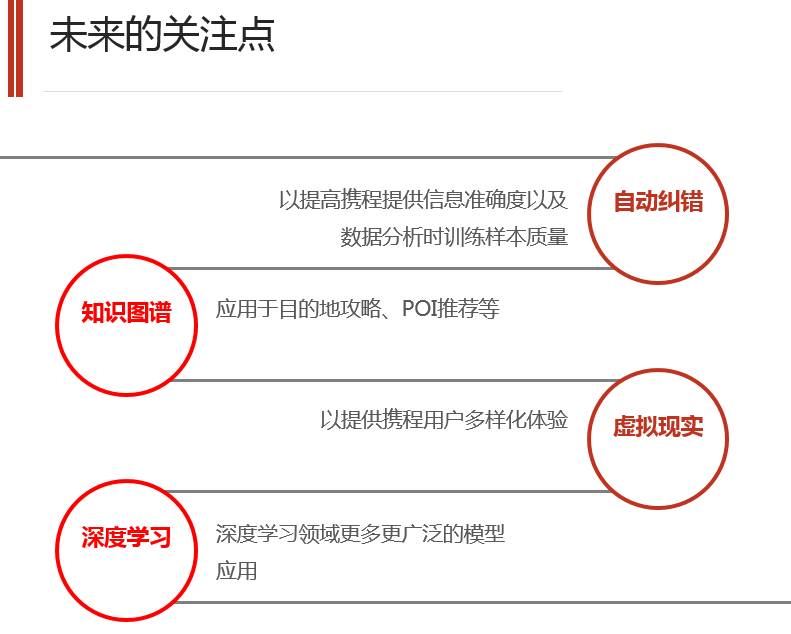 未来的关注点
自动纠错
以提高携程提供信息准确度以及
数据分析时训练样本质量
知识图谱
应用于目的地攻略、POI推荐等
虚拟现实
以提供携程用户多样化体验
深度学习
深度学习领域更多更广泛的模型
应用